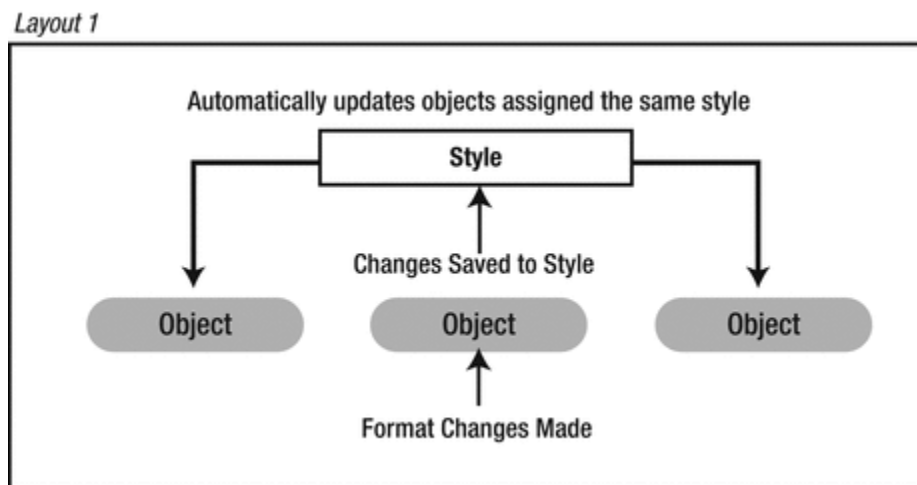 Layout 1
Automatically updates objects assigned the same style
Style
Changes Saved to Style
Object Object Object
Format Changes Made